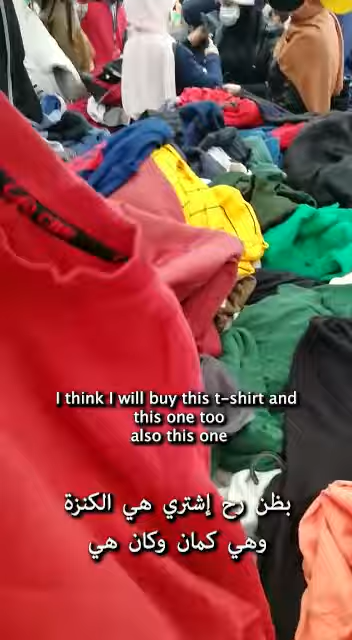 I think I will buy this t-shirt and
this one too
also this one
بظن رح إشتري هي الكنزة
وهي كمان وكان هي